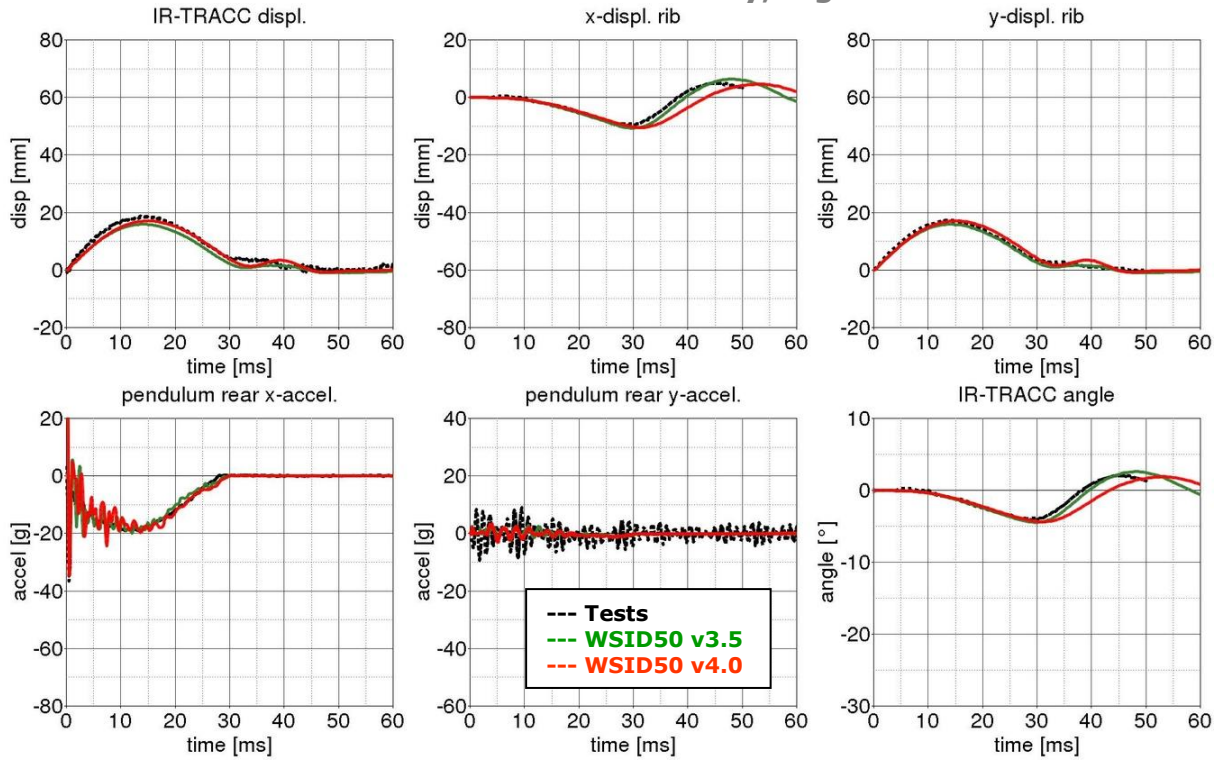 IR-TRACC displ.
x-displ. rib
y-displ. rib
80
60
40
20
0
-20
disp [mm]
0 10 20 30 40 50 60
time [ms]
20
0
-20
-40
-60
-80
disp [mm]
0 10 20 30 40 50 60
time [ms]
80
60
40
20
0
-20
disp [mm]
0 10 20 30 40 50 60
time [ms]
pendulum rear x-accel.
pendulum rear y-accel.
IR-TRACC angle
20
0
-20
-40
-60
-80
accel [g]
0 10 20 30 40 50 60
time [ms]
40
20
0
-20
-40
-60
accel [g]
0 10 20 30 40 50 60
time [ms]
--- Tests
--- WSID50 v3.5
--- WSID50 v4.0
10
0
-10
-20
-30
angle [°]
0 10 20 30 40 50 60
time [ms]